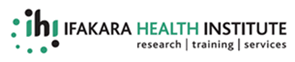 ihi IFAKARA HEALTH INSTITUTE
research | training | services